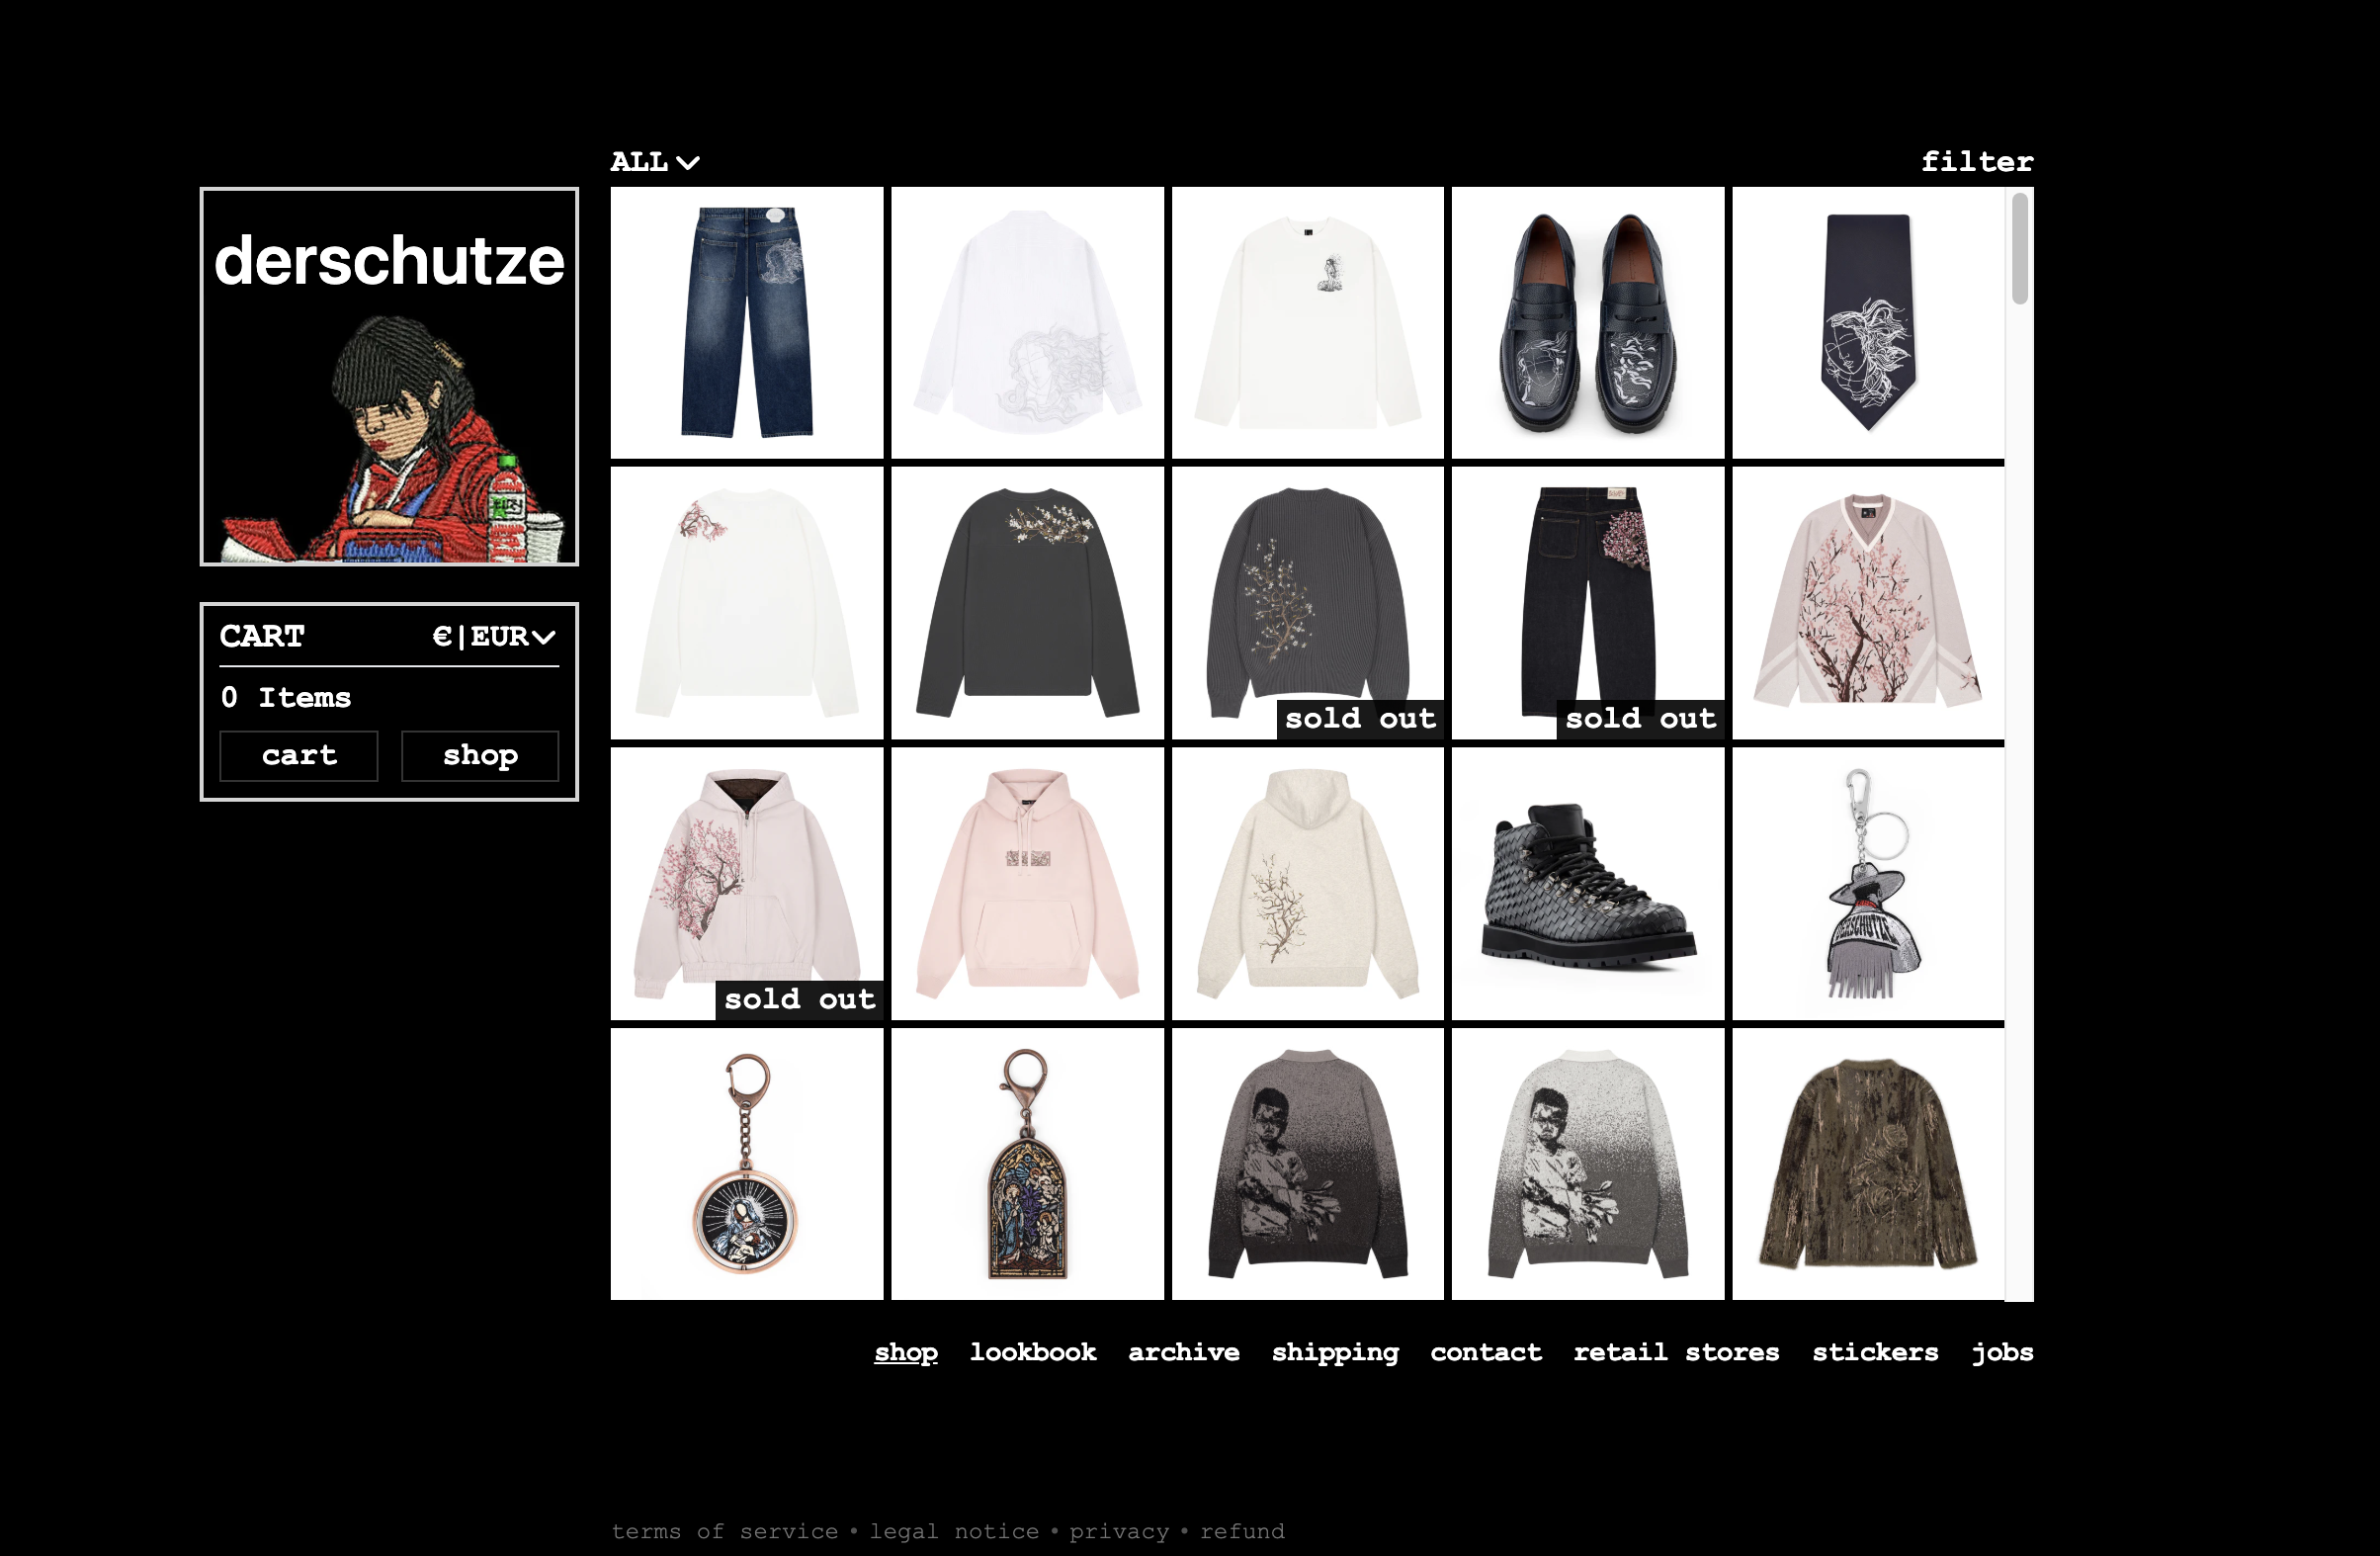 ALL
filter
derschutze
CART
€|EUR
0 Items
cart
shop
sold out
sold out
sold out
DERSCHUTZE
shop lookbook archive shipping contact retail stores stickers jobs
terms of service • legal notice • privacy • refund